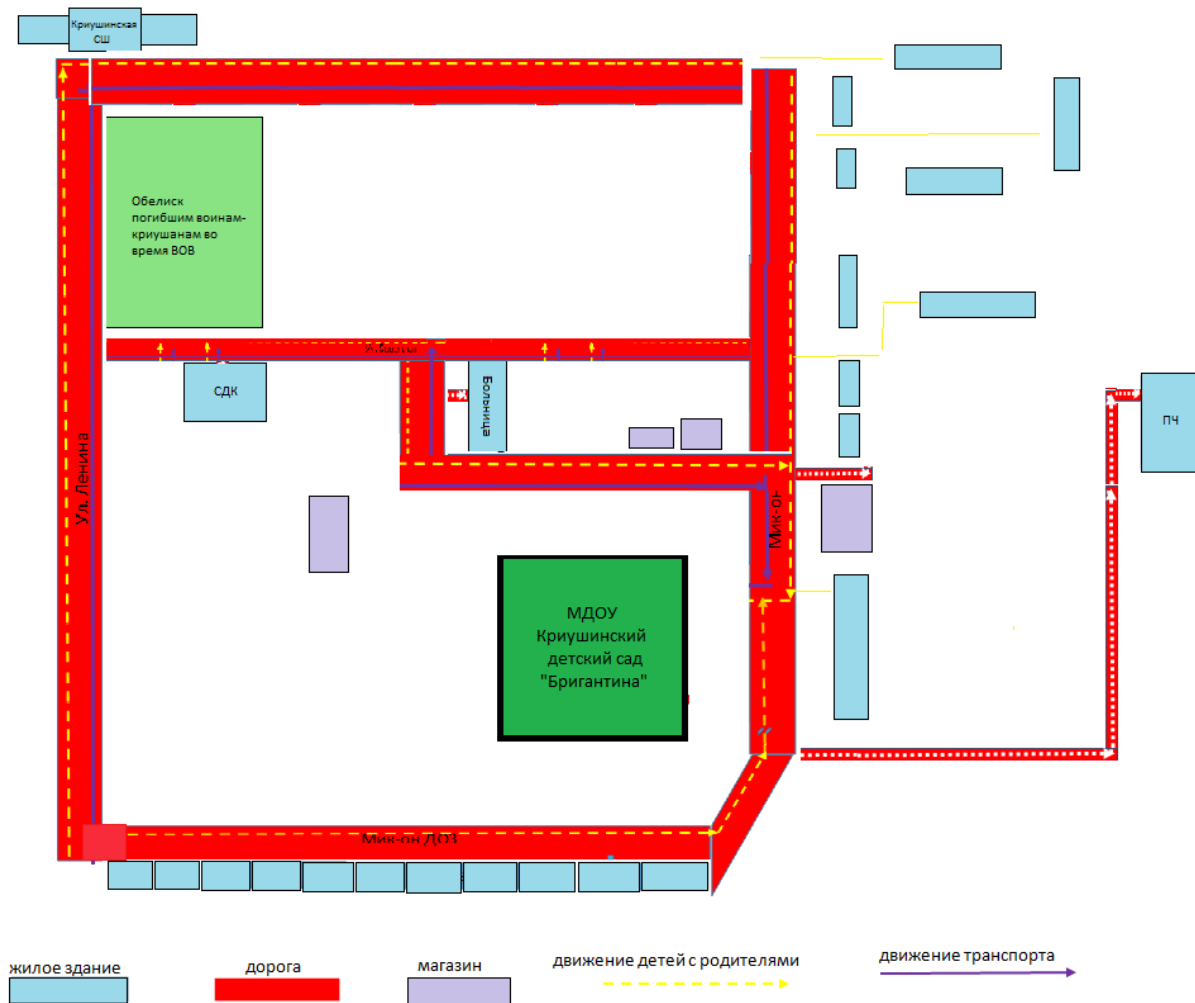 Криушинская
СШ
Обелиск
погибшим воинам-
криушанам во
время ВОВ
СДК
Больница
ПЧ
Ул. Ленина
Мик-он
МДОУ
Криушинский
детский сад
"Бригантина"
Мик-он ДОЗ
жилое здание
дорога
магазин
движение детей с родителями
движение транспорта